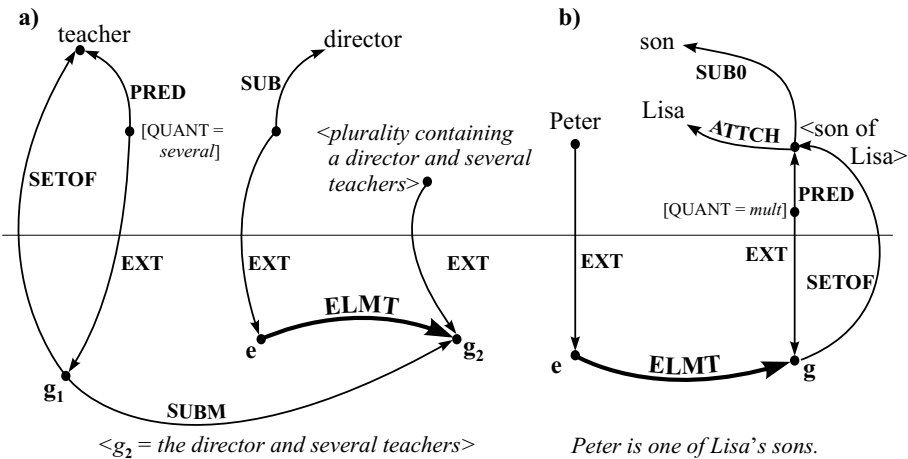 a)
teacher
director
PRED
SUB
[QUANT =
several]
<plurality containing
a director and several
teachers>
SETOF
EXT
EXT
EXT
ELMT
e
g2
g1
SUBM
<g2 = the director and several teachers>
b)
son
SUB0
Lisa
ATTCH
<son of
Lisa>
Peter
PRED
[QUANT = mult]
EXT
EXT
SETOF
e
ELMT
g
Peter is one of Lisa's sons.